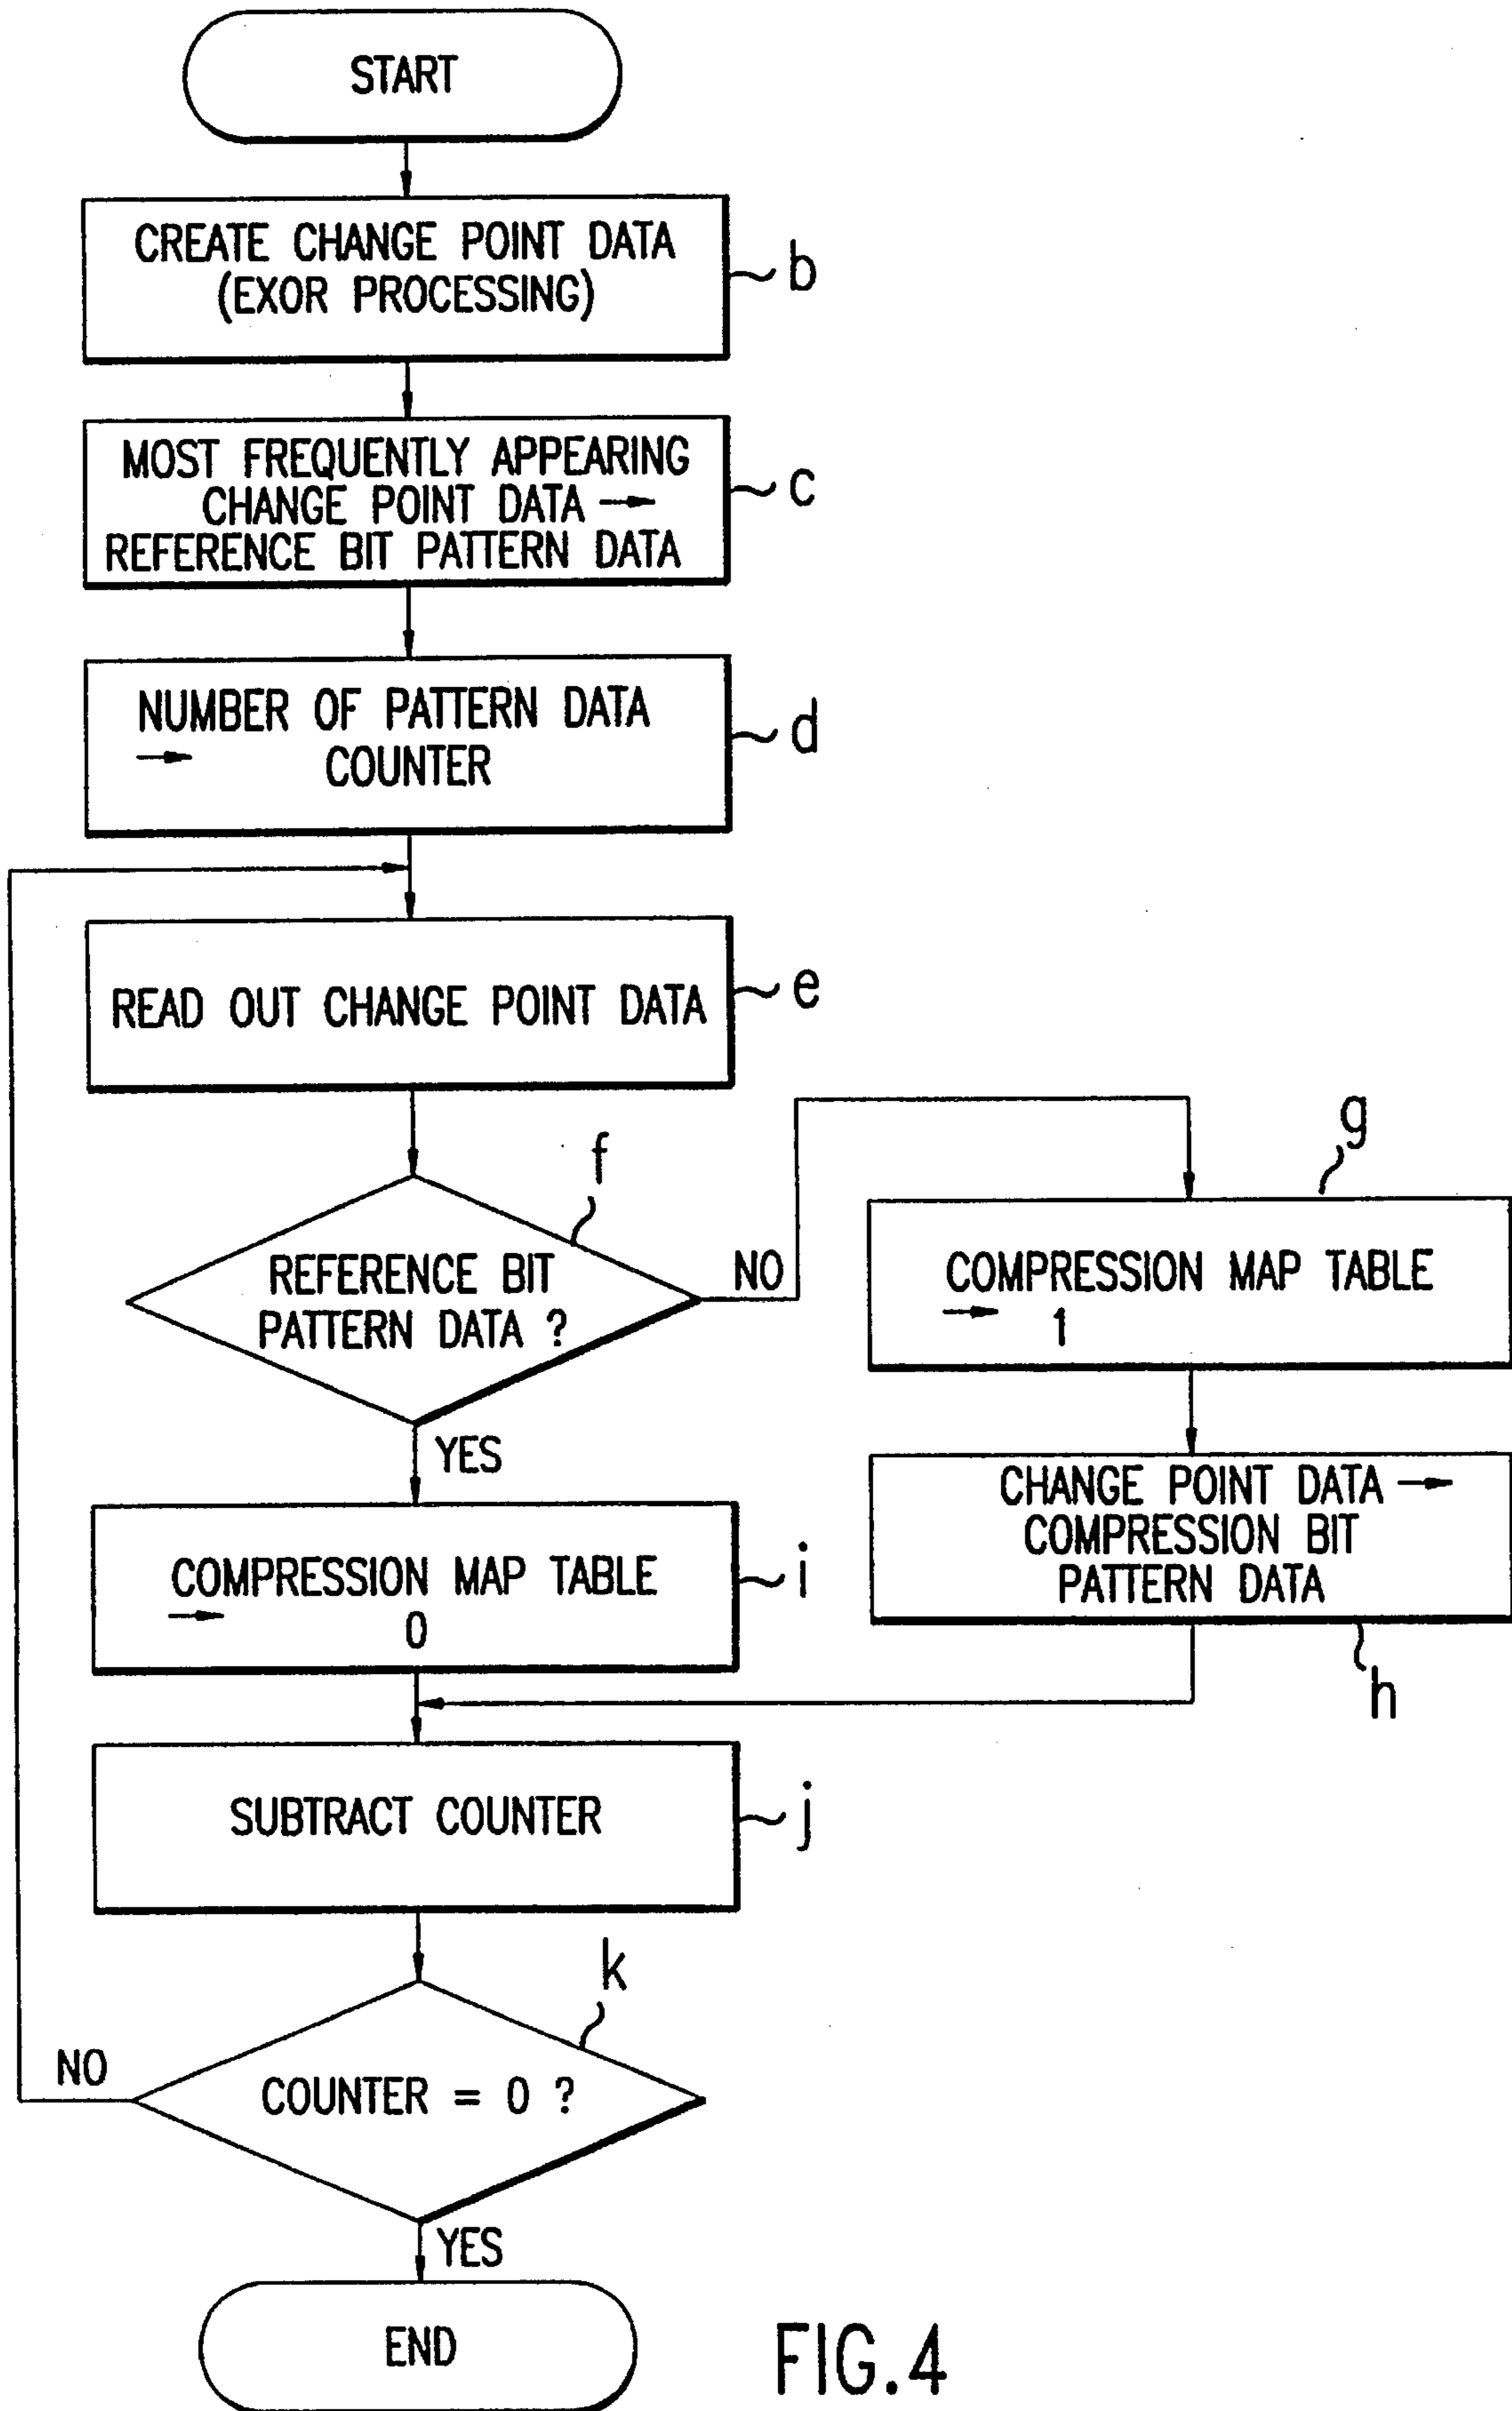 START
CREATE CHANGE POINT DATA
(EXOR PROCESSING)
b
MOST FREQUENTLY APPEARING
CHANGE POINT DATA →
REFERENCE BIT PATTERN DATA
c
NUMBER OF PATTERN DATA
→ COUNTER
d
READ OUT CHANGE POINT DATA
e
f
REFERENCE BIT
PATTERN DATA ?
NO
YES
g
COMPRESSION MAP TABLE
→ 1
CHANGE POINT DATA →
COMPRESSION BIT
PATTERN DATA
h
COMPRESSION MAP TABLE
→ 0
i
SUBTRACT COUNTER
j
k
COUNTER = 0 ?
NO
YES
END
FIG.4